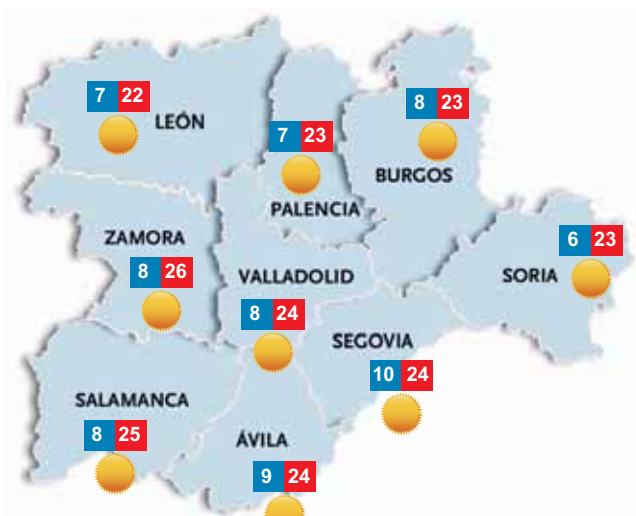 7 22
LEÓN
8 23
BURGOS
7 23
PALENCIA
ZAMORA
8 26
VALLADOLID
8 24
6 23
SORIA
SEGOVIA
10 24
SALAMANCA
8 25
ÁVILA
9 24